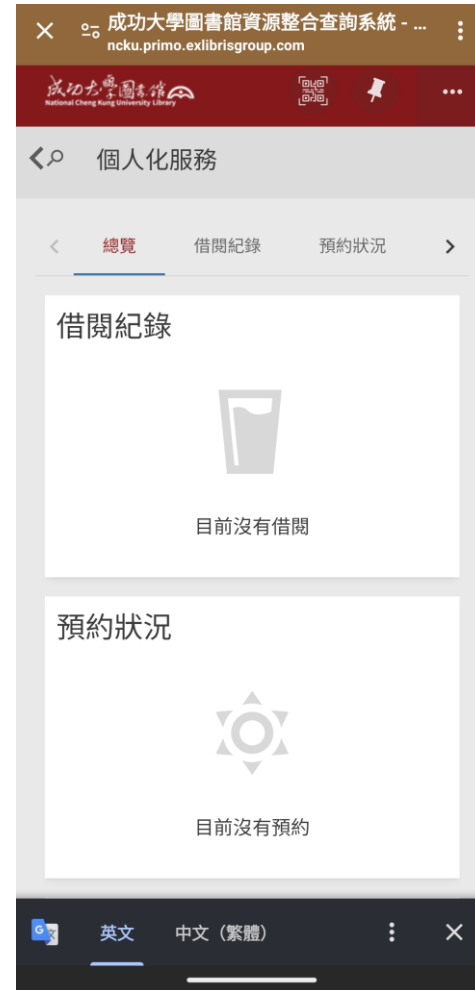 成功大學圖書館資源整合查詢系統 - ...
ncku.primo.exlibrisgroup.com
成功大學圖書館
National Cheng Kung University Library
個人化服務
總覽 借閱紀錄 預約狀況
借閱紀錄
目前沒有借閱
預約狀況
目前沒有預約
英文 中文（繁體）